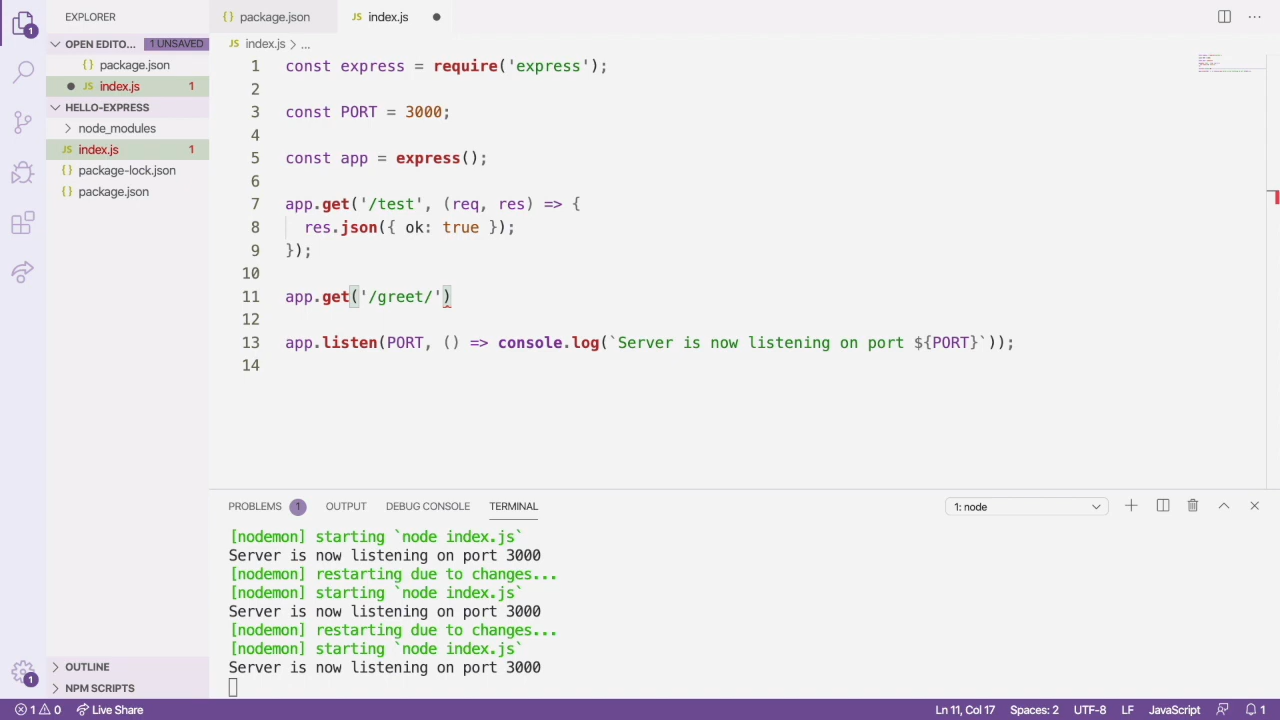 EXPLORER
OPEN EDITO... 1 UNSAVED
{} package.json
JS index.js 1
HELLO-EXPRESS
node_modules
JS index.js 1
{} package-lock.json
{} package.json
OUTLINE
NPM SCRIPTS
1
1
{} package.json
JS index.js
JS index.js > ...
1 const express = require('express');
2
3 const PORT = 3000;
4
5 const app = express();
6
7 app.get('/test', (req, res) => {
8 res.json({ ok: true });
9 });
10
11 app.get('/greet/')
12
13 app.listen(PORT, () => console.log(`Server is now listening on port ${PORT}`));
14
PROBLEMS 1 OUTPUT DEBUG CONSOLE TERMINAL 1: node
[nodemon] starting `node index.js`
Server is now listening on port 3000
[nodemon] restarting due to changes...
[nodemon] starting `node index.js`
Server is now listening on port 3000
[nodemon] restarting due to changes...
[nodemon] starting `node index.js`
Server is now listening on port 3000
1 0 Live Share Ln 11, Col 17 Spaces: 2 UTF-8 LF JavaScript 1